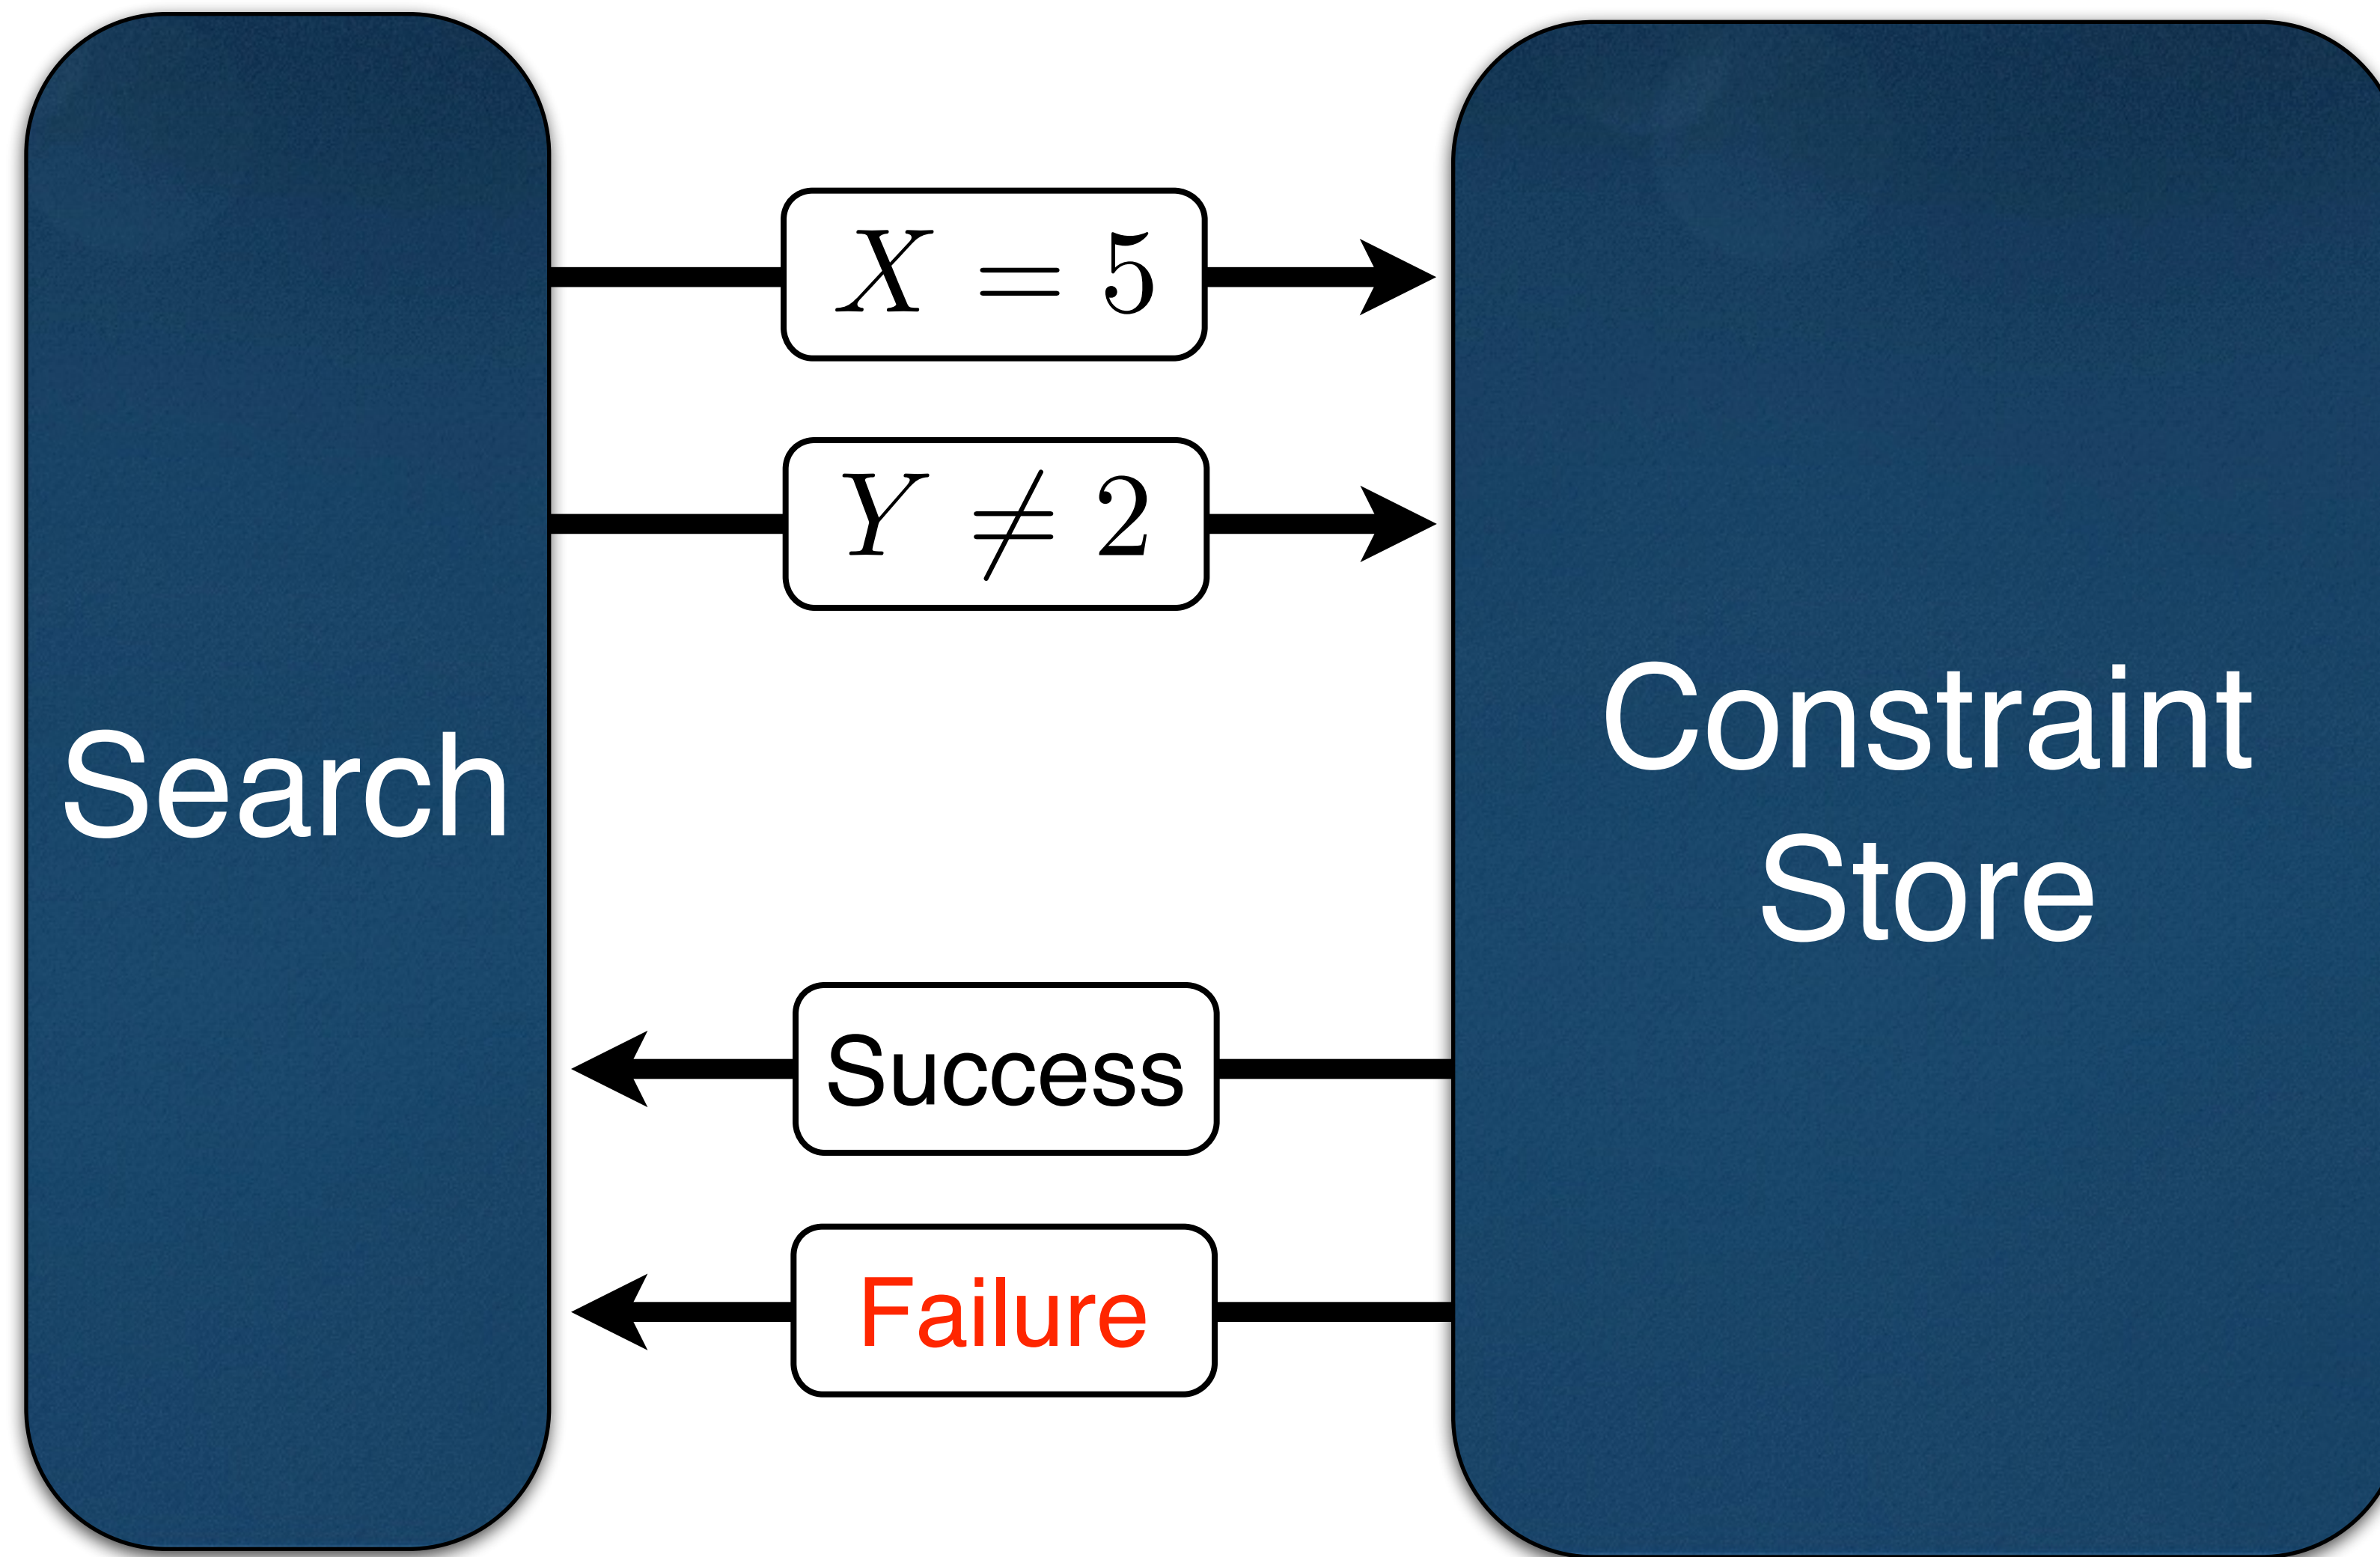 Search
X = 5
Y ≠ 2
Success
Failure
Constraint
Store